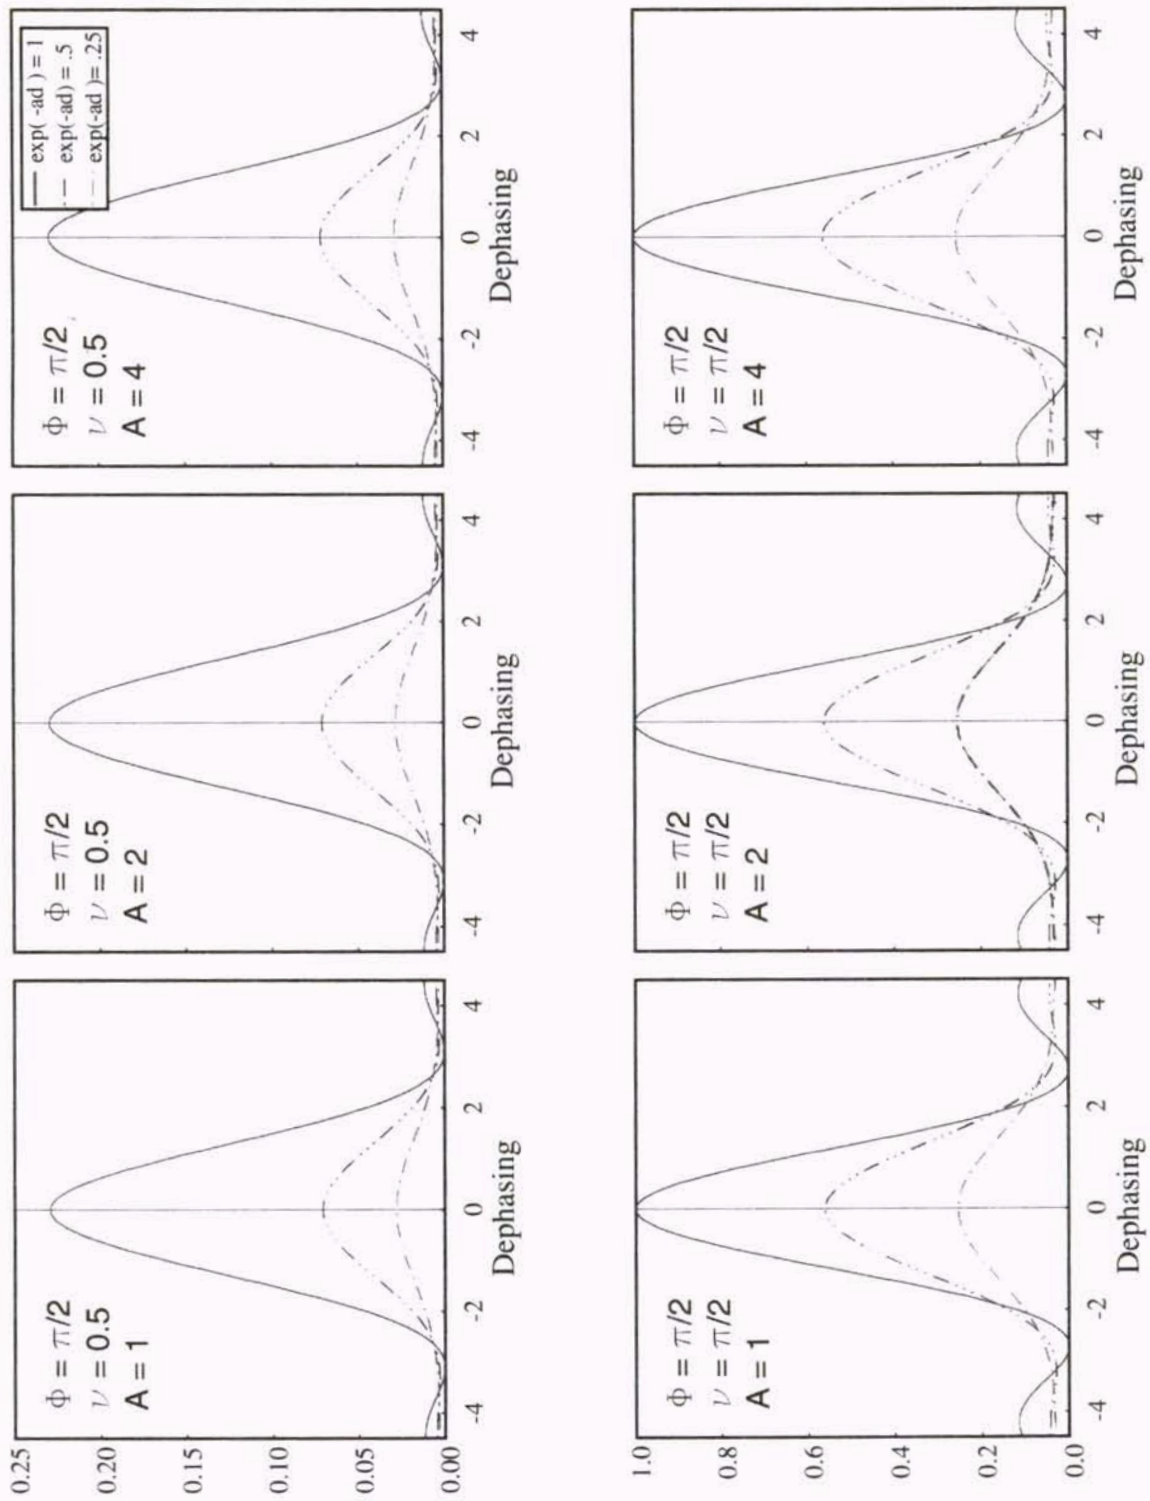 0.25
0.20
0.15
0.10
0.05
0.00
Φ = π/2
ν = 0.5
A = 1
-4 -2 0 2 4
Dephasing
Φ = π/2
ν = 0.5
A = 2
-4 -2 0 2 4
Dephasing
Φ = π/2
ν = 0.5
A = 4
exp( -ad ) = 1
exp(-ad) = .5
exp(-ad )= .25
-4 -2 0 2 4
Dephasing
1.0
0.8
0.6
0.4
0.2
0.0
Φ = π/2
ν = π/2
A = 1
-4 -2 0 2 4
Dephasing
Φ = π/2
ν = π/2
A = 2
-4 -2 0 2 4
Dephasing
Φ = π/2
ν = π/2
A = 4
-4 -2 0 2 4
Dephasing